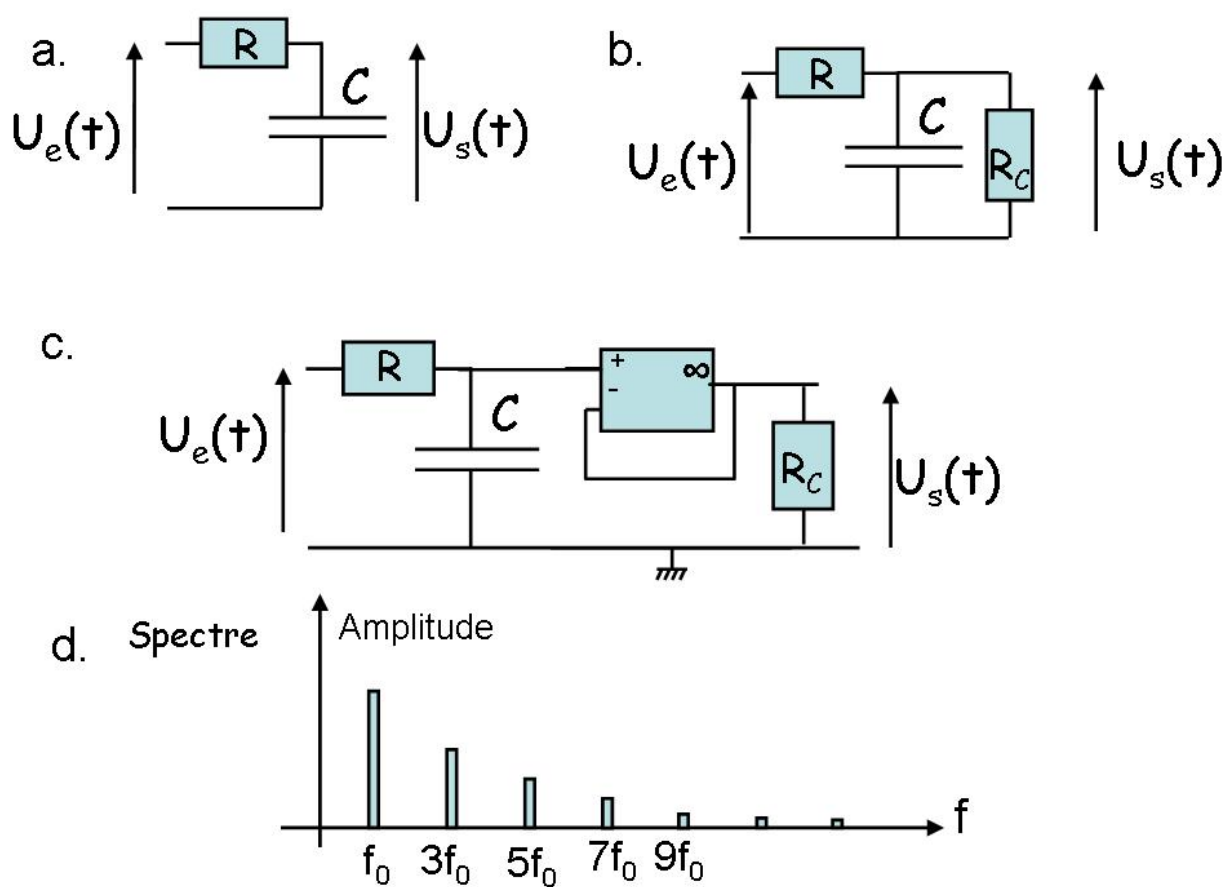 a.
R
C
Ue(t)
Us(t)
b.
R
C
RC
Ue(t)
Us(t)
c.
R
C
+
-
∞
RC
Ue(t)
Us(t)
d.
Spectre
Amplitude
f
f0 3f0 5f0 7f0 9f0